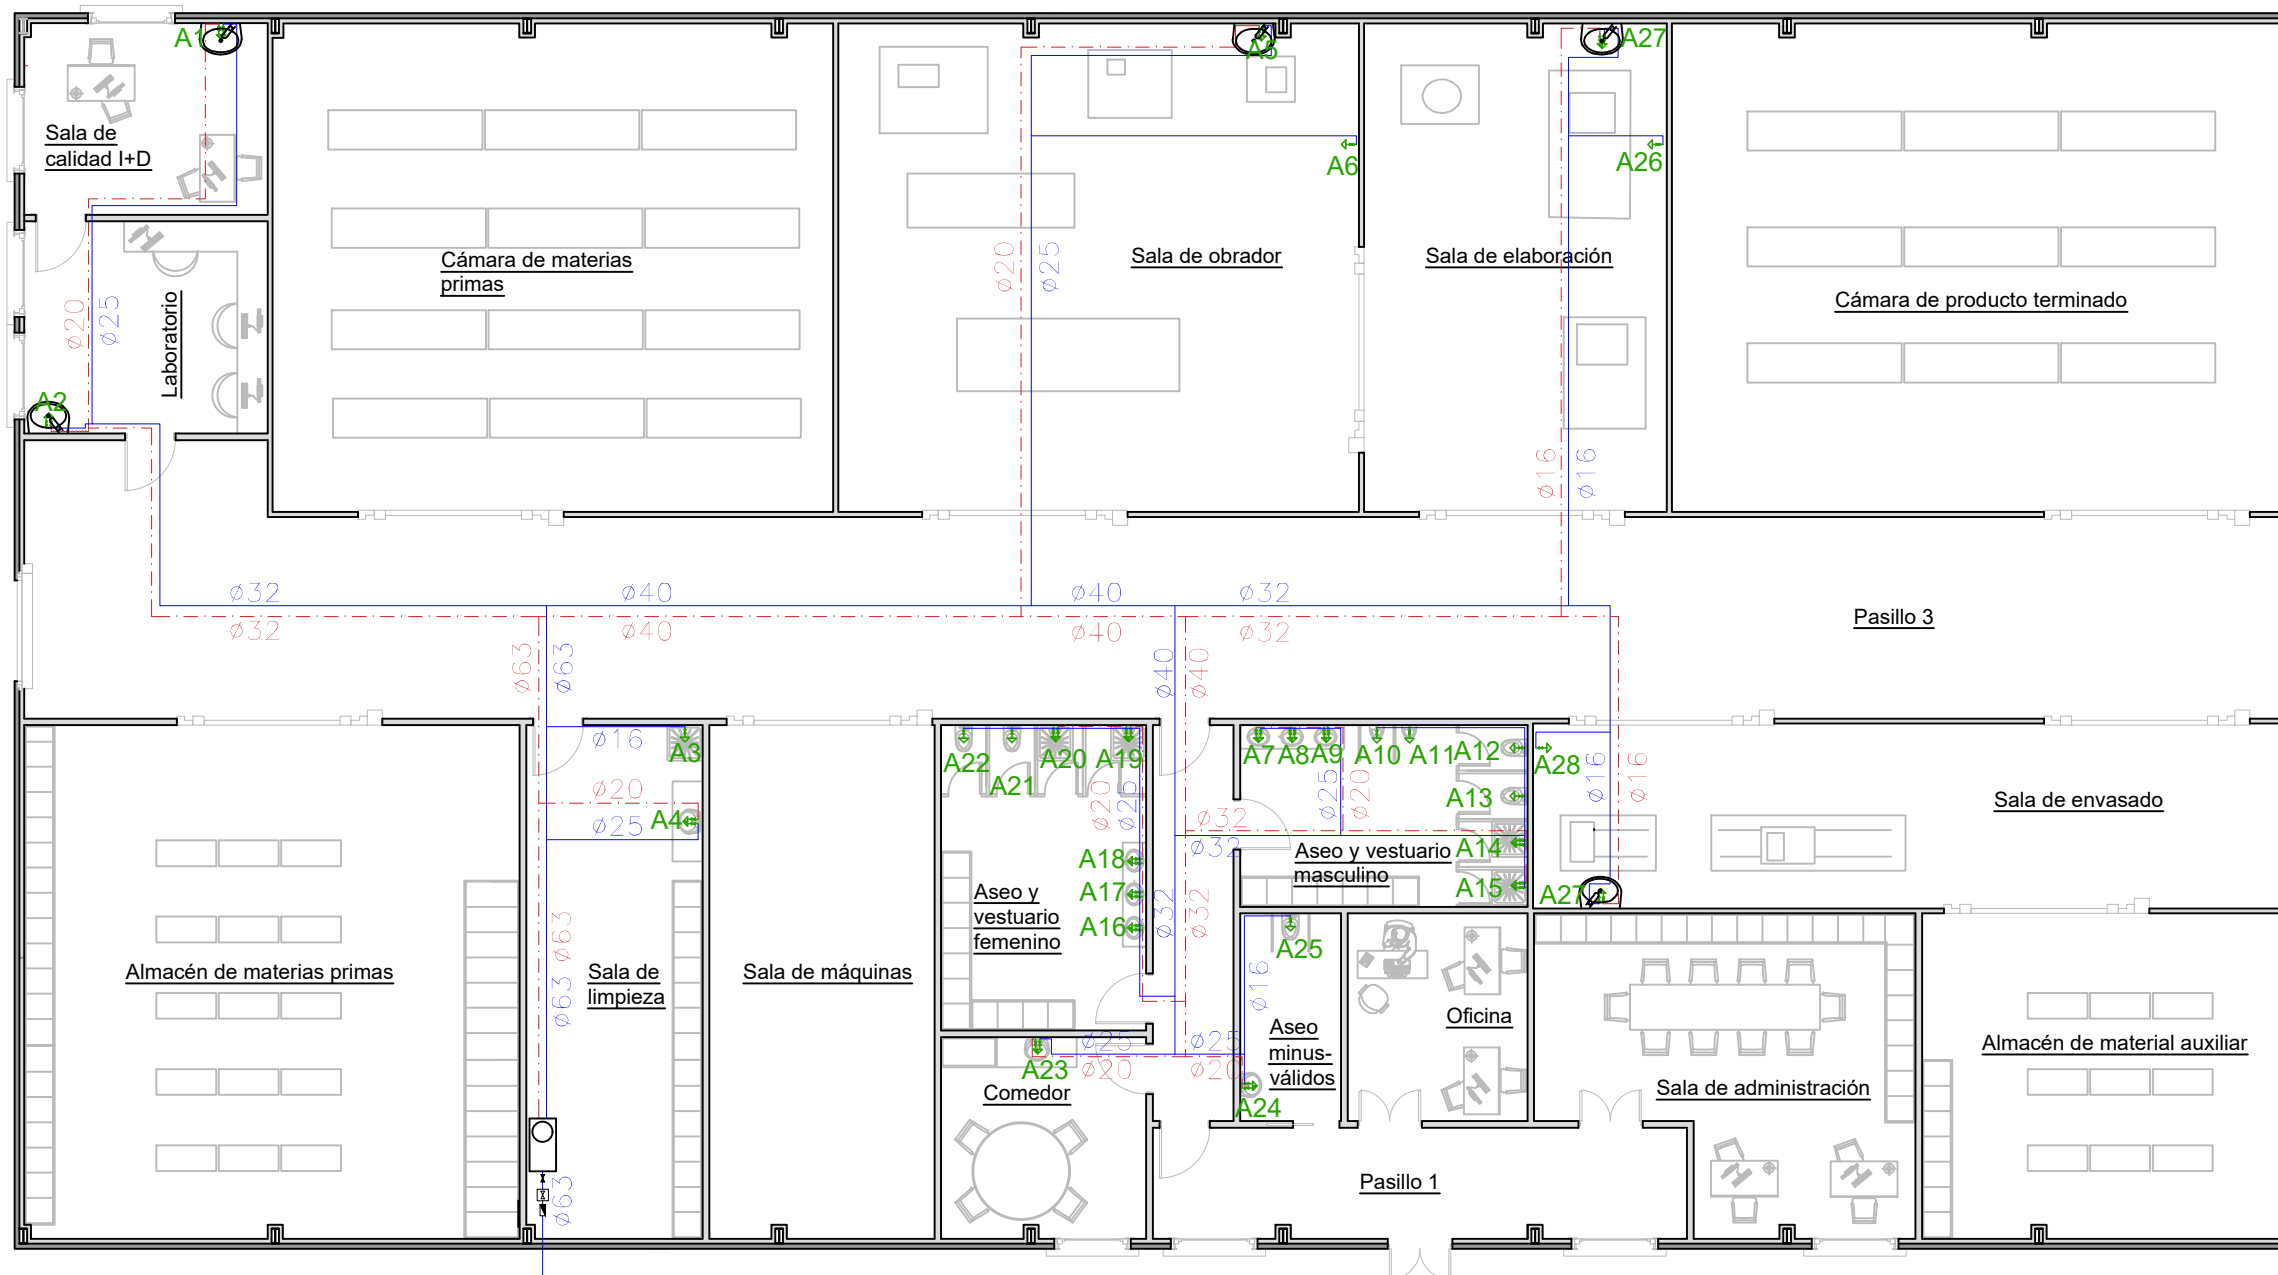 A1
A5
A27
Sala de
calidad I+D
A6
A26
Cámara de materias
primas
Sala de obrador
Sala de elaboración
Cámara de producto terminado
ø20
ø25
ø20
ø25
Laboratorio
A2
ø16
ø16
ø32
ø40
ø40
ø32
ø32
ø40
ø40
ø32
Pasillo 3
ø63
ø63
ø40
ø40
ø16
A3
A22
A21
A20
A19
A7
A8
A9
A10
A11
A12
A28
ø20
ø25
A4
ø20
ø25
ø25
ø20
A13
ø16
ø16
Sala de envasado
ø32
ø32
A18
A17
A16
Aseo y vestuario
masculino
A14
A15
A27
Aseo y
vestuario
femenino
ø32
ø32
A25
ø63
ø63
Almacén de materias primas
Sala de
limpieza
Sala de máquinas
ø16
Oficina
Aseo
minus-
válidos
Almacén de material auxiliar
ø25
ø25
ø20
ø20
A23
Comedor
A24
Sala de administración
Pasillo 1
ø63